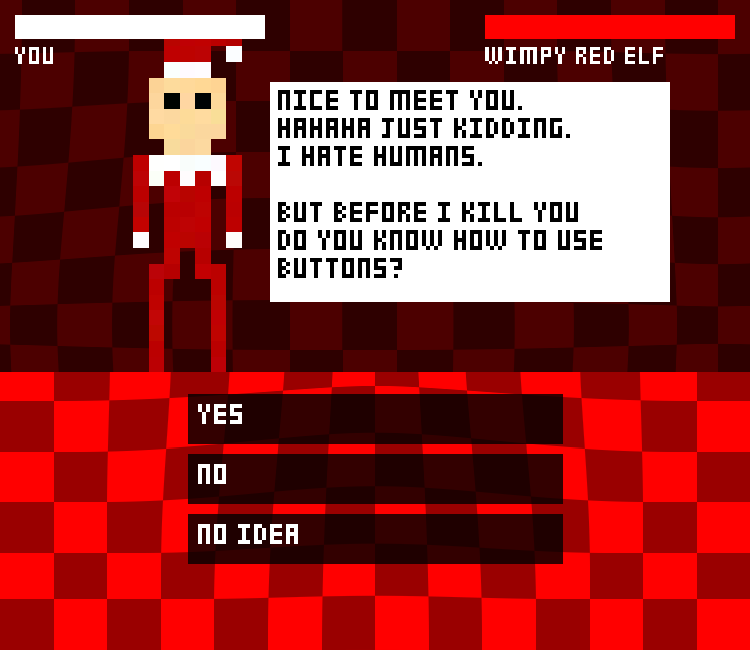 YOU
WIMPY RED ELF
NICE TO MEET YOU.
HAHAHA JUST KIDDING.
I HATE HUMANS.
BUT BEFORE I KILL YOU
DO YOU KNOW HOW TO USE
BUTTONS?
YES
NO
NO IDEA